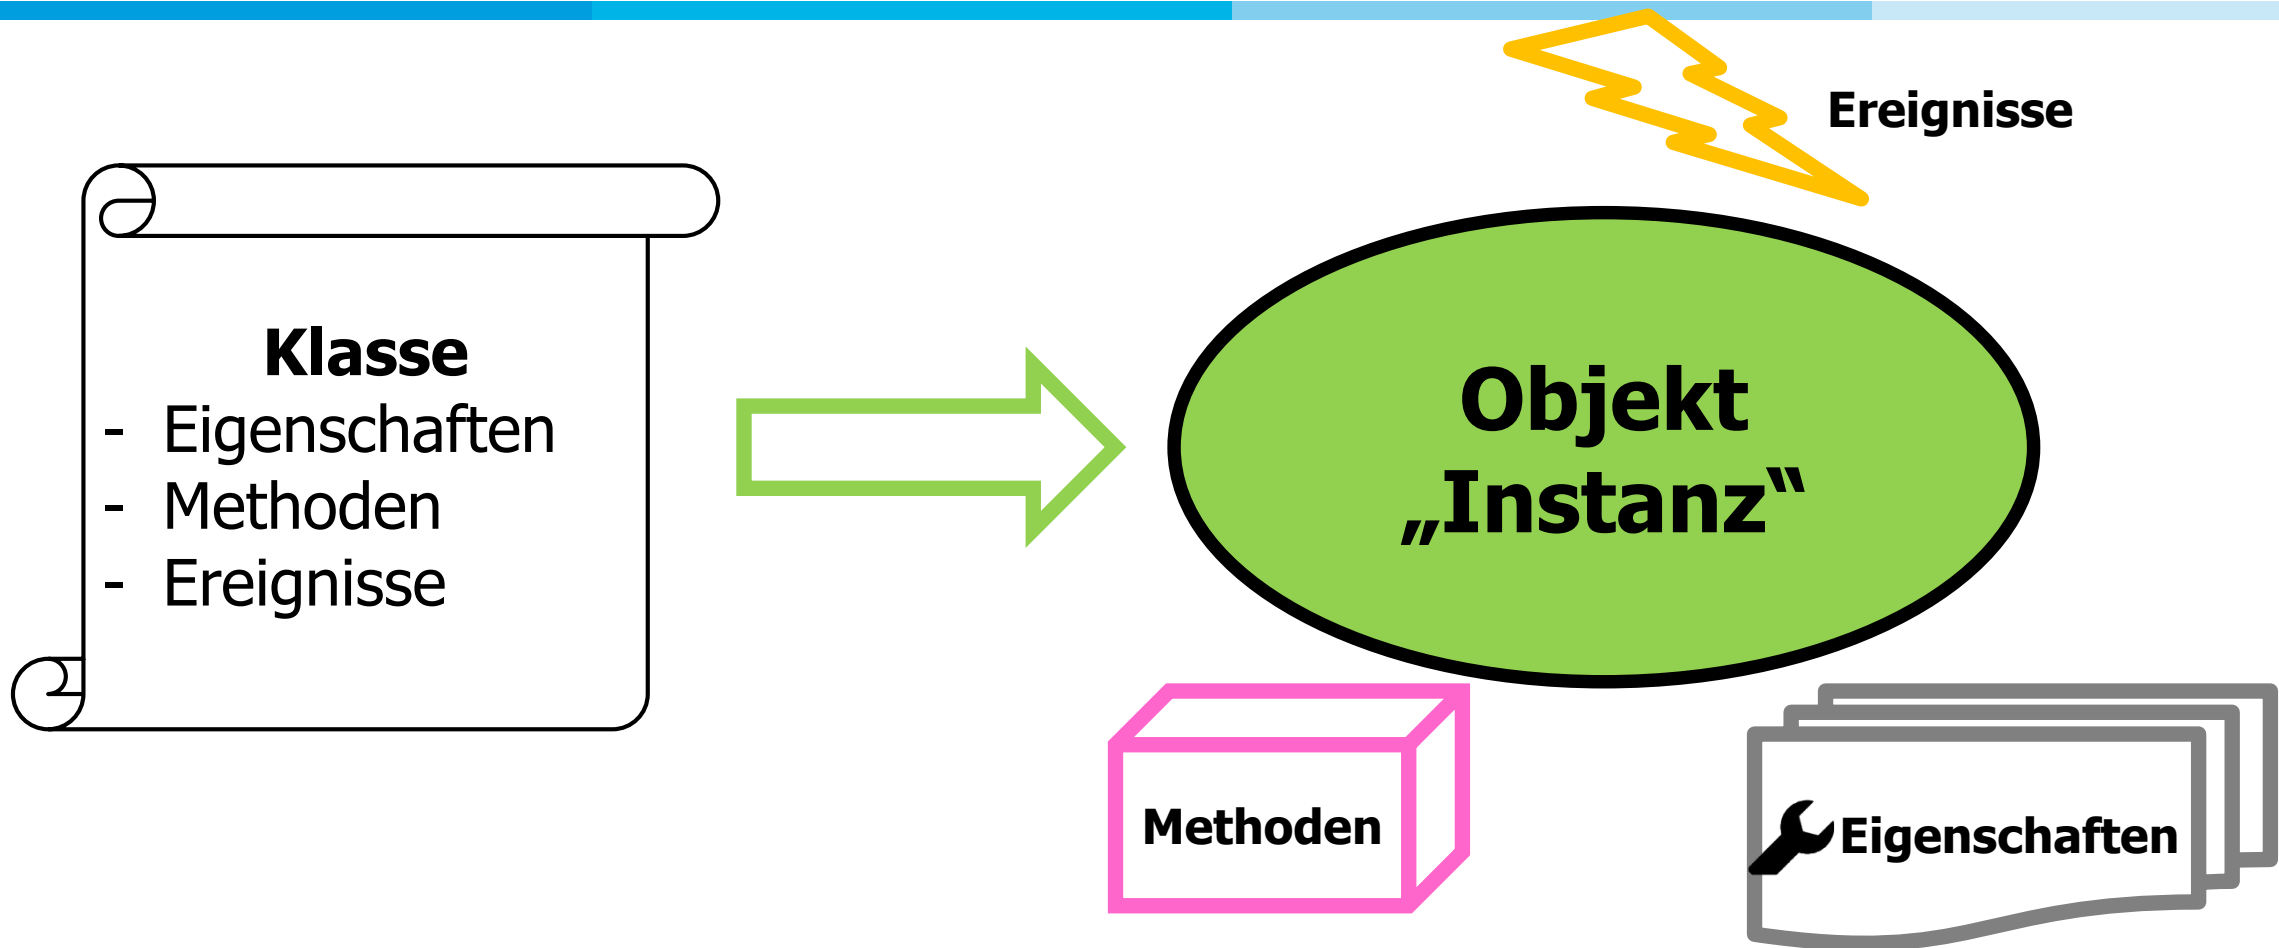 Ereignisse
Klasse
- Eigenschaften
- Methoden
- Ereignisse
Objekt
„Instanz“
Methoden
Eigenschaften